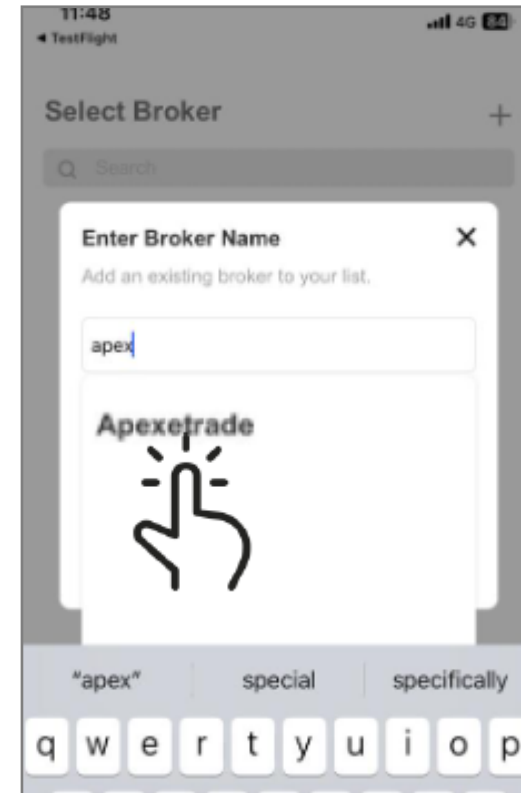 11:48
4G 84
◀ TestFlight
Select Broker +
Search
Enter Broker Name ×
Add an existing broker to your list.
apex
Apexetrade
"apex" special specifically
q w e r t y u i o p